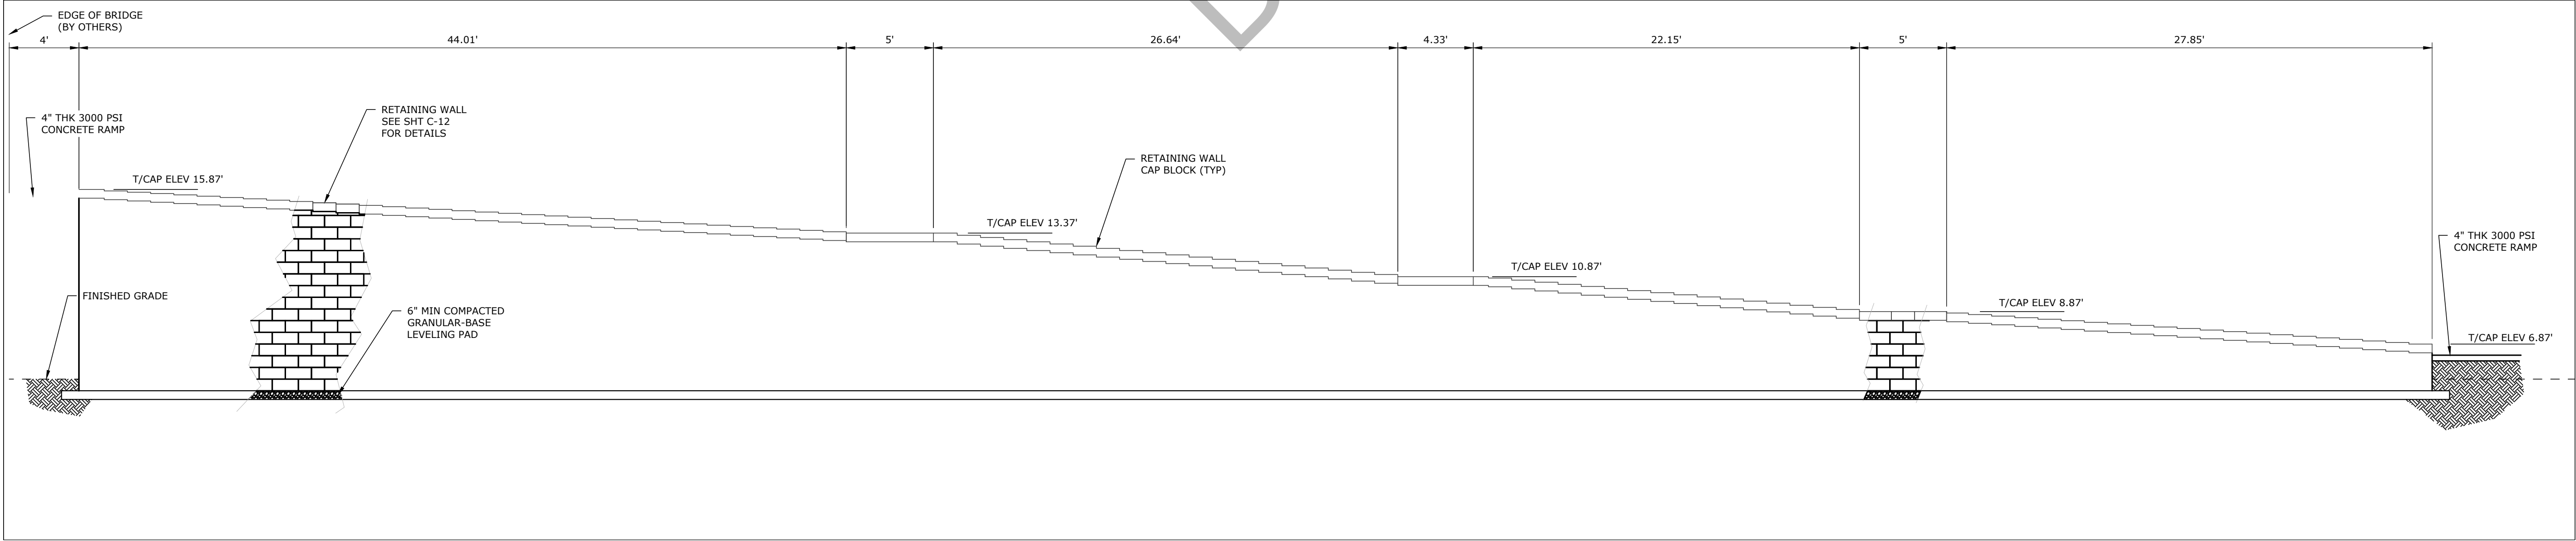 EDGE OF BRIDGE
(BY OTHERS)
4'
44.01'
5'
26.64'
4.33'
22.15'
5'
27.85'
4" THK 3000 PSI
CONCRETE RAMP
RETAINING WALL
SEE SHT C-12
FOR DETAILS
RETAINING WALL
CAP BLOCK (TYP)
T/CAP ELEV 15.87'
T/CAP ELEV 13.37'
T/CAP ELEV 10.87'
T/CAP ELEV 8.87'
4" THK 3000 PSI
CONCRETE RAMP
T/CAP ELEV 6.87'
FINISHED GRADE
6" MIN COMPACTED
GRANULAR-BASE
LEVELING PAD